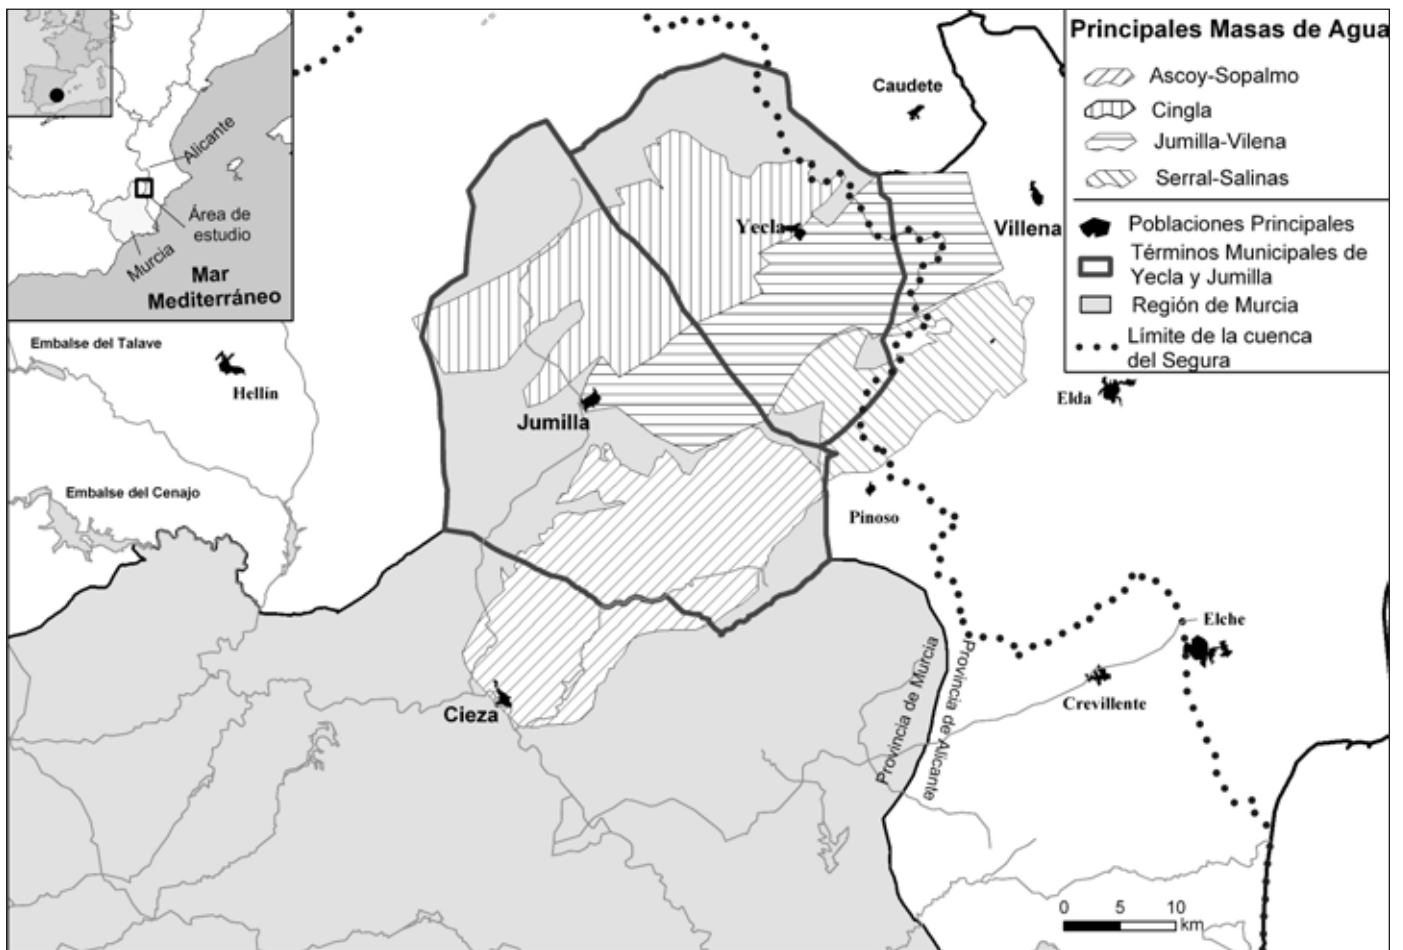 Principales Masas de Agua
Ascoy-Sopalmo
Cingla
Jumilla-Vilena
Serral-Salinas
Poblaciones Principales
Términos Municipales de
Yecla y Jumilla
Región de Murcia
Límite de la cuenca
del Segura
Alicante
Área de
estudio
Murcia
Mar
Mediterráneo
Caudete
Villena
Yecla
Embalse del Talave
Hellín
Jumilla
Elda
Embalse del Cenajo
Pinoso
Elche
Crevillente
Cieza
Provincia de Murcia
Provincia de Alicante
0 5 10
km